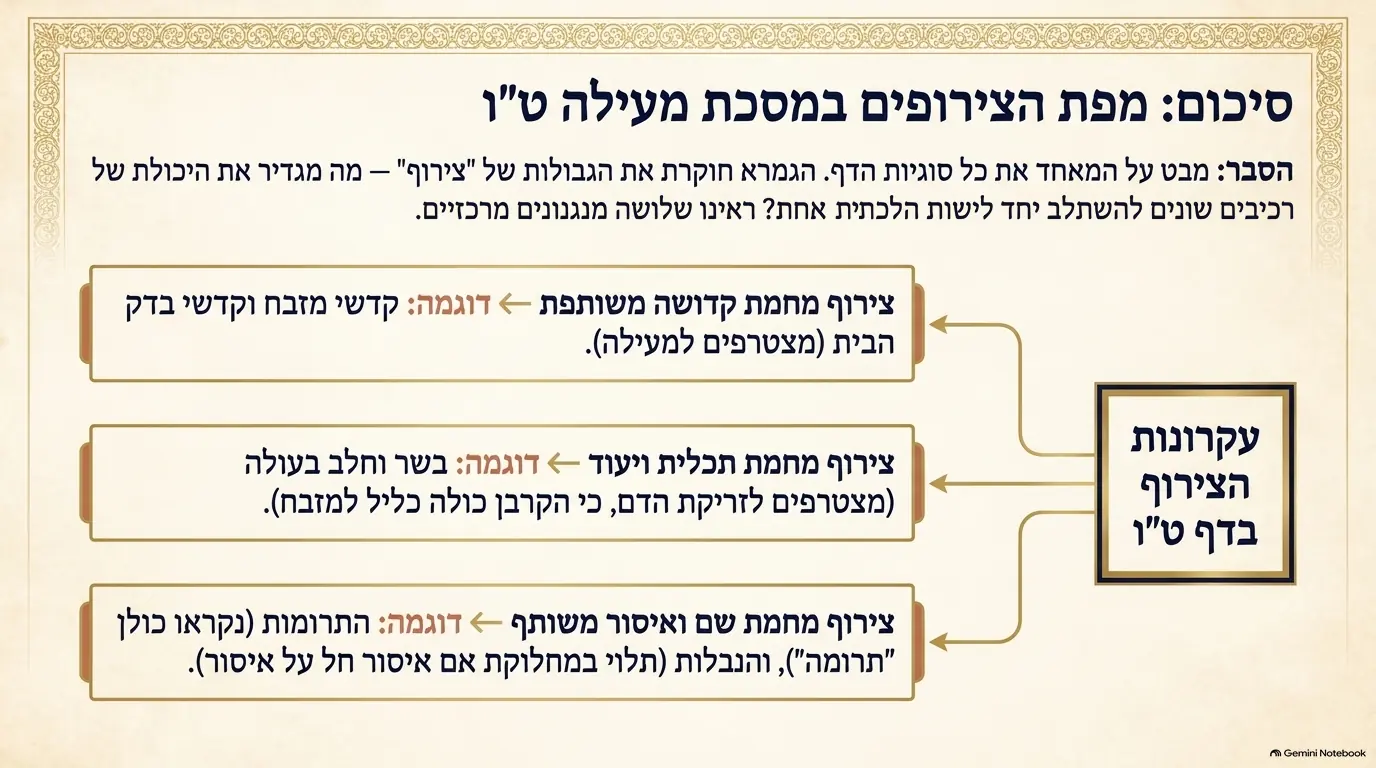 סיכום: מפת הצירופים במסכת מעילה ט"ו
הסבר: מבט על המאחד את כל סוגיות הדף. הגמרא חוקרת את הגבולות של "צירוף" – מה מגדיר את היכולת של
רכיבים שונים להשתלב יחד לישות הלכתית אחת? ראינו שלושה מנגנונים מרכזיים.
צירוף מחמת קדושה משותפת ← דוגמה: קדשי מזבח וקדשי בדק
הבית (מצטרפים למעילה).
צירוף מחמת תכלית ויעוד ← דוגמה: בשר וחלב בעולה
(מצטרפים לזריקת הדם, כי הקרבן כולה כליל למזבח).
צירוף מחמת שם ואיסור משותף ← דוגמה: התרומות (נקראו כולן
"תרומה"), והנבלות (תלוי במחלוקת אם איסור חל על איסור).
עקרונות
הצירוף
בדף ט"ו
Gemini Notebook